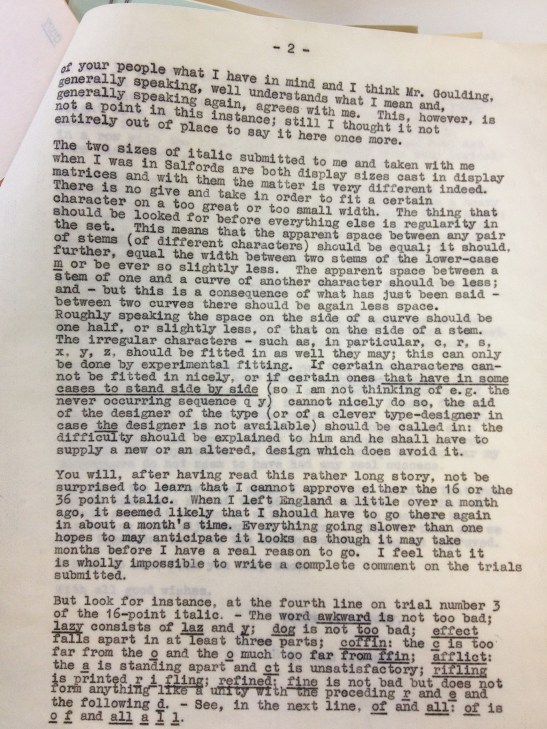 - 2 -
of your people what I have in mind and I think Mr. Goulding,
generally speaking, well understands what I mean and,
generally speaking again, agrees with me. This, however, is
not a point in this instance; still I thought it not
entirely out of place to say it here once more.
The two sizes of italic submitted to me and taken with me
when I was in Salfords are both display sizes cast in display
matrices and with them the matter is very different indeed.
There is no give and take in order to fit a certain
character on a too great or too small width. The thing that
should be looked for before everything else is regularity in
the set. This means that the apparent space between any pair
of stems (of different characters) should be equal; it should,
further, equal the width between two stems of the lower-case
m or be ever so slightly less. The apparent space between a
stem of one and a curve of another character should be less;
and - but this is a consequence of what has just been said -
between two curves there should be again less space.
Roughly speaking the space on the side of a curve should be
one half, or slightly less, of that on the side of a stem.
The irregular characters - such as, in particular, c, r, s,
x, y, z, should be fitted in as well they may; this can only
be done by experimental fitting. If certain characters can-
not be fitted in nicely, or if certain ones that have in some
cases to stand side by side (so I am not thinking of e.g. the
never occurring sequence q y) cannot nicely do so, the aid
of the designer of the type (or of a clever type-designer in
case the designer is not available) should be called in: the
difficulty should be explained to him and he shall have to
supply a new or an altered, design which does avoid it.
You will, after having read this rather long story, not be
surprised to learn that I cannot approve either the 16 or the
36 point italic. When I left England a little over a month
ago, it seemed likely that I should have to go there again
in about a month's time. Everything going slower than one
hopes to may anticipate it looks as though it may take
months before I have a real reason to go. I feel that it
is wholly impossible to write a complete comment on the trials
submitted.
But look for instance, at the fourth line on trial number 3
of the 16-point italic. - The word awkward is not too bad;
lazy consists of laz and y; dog is not too bad; effect
falls apart in at least three parts; coffin: the c is too
far from the o and the o much too far from ffin; afflict:
the a is standing apart and ct is unsatisfactory; rifling
is printed r i fling; refined: fine is not bad but does not
form anything like a unity with the preceding r and e and
the following d. - See, in the next line, of and all: of is
o f and all a l l.